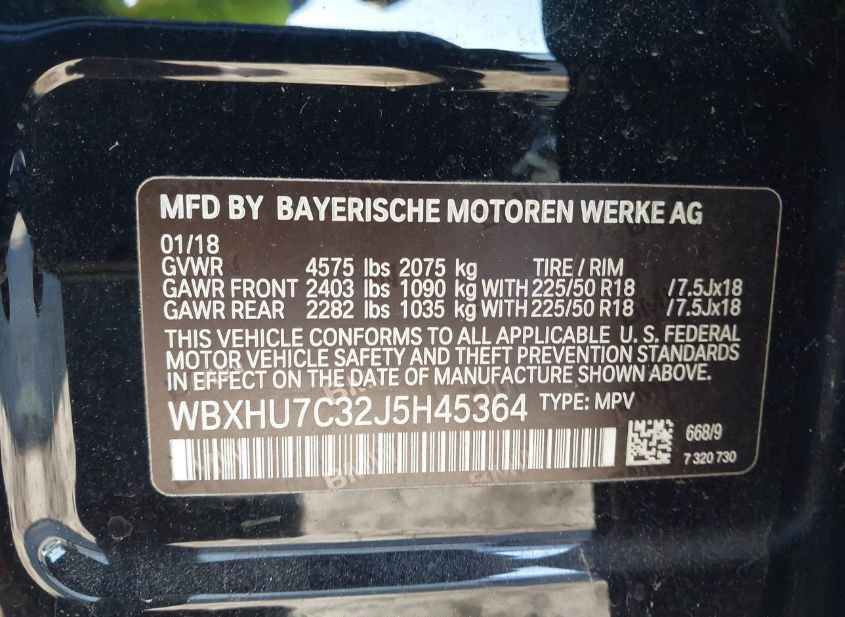 MFD BY BAYERISCHE MOTOREN WERKE AG
01/18
GVWR 4575 lbs 2075 kg TIRE / RIM
GAWR FRONT 2403 lbs 1090 kg WITH 225/50 R18 /7.5Jx18
GAWR REAR 2282 lbs 1035 kg WITH 225/50 R18 /7.5Jx18
THIS VEHICLE CONFORMS TO ALL APPLICABLE U. S. FEDERAL
MOTOR VEHICLE SAFETY AND THEFT PREVENTION STANDARDS
IN EFFECT ON THE DATE OF MANUFACTURE SHOWN ABOVE.
WBXHU7C32J5H45364 TYPE: MPV
668/9
7 320 730